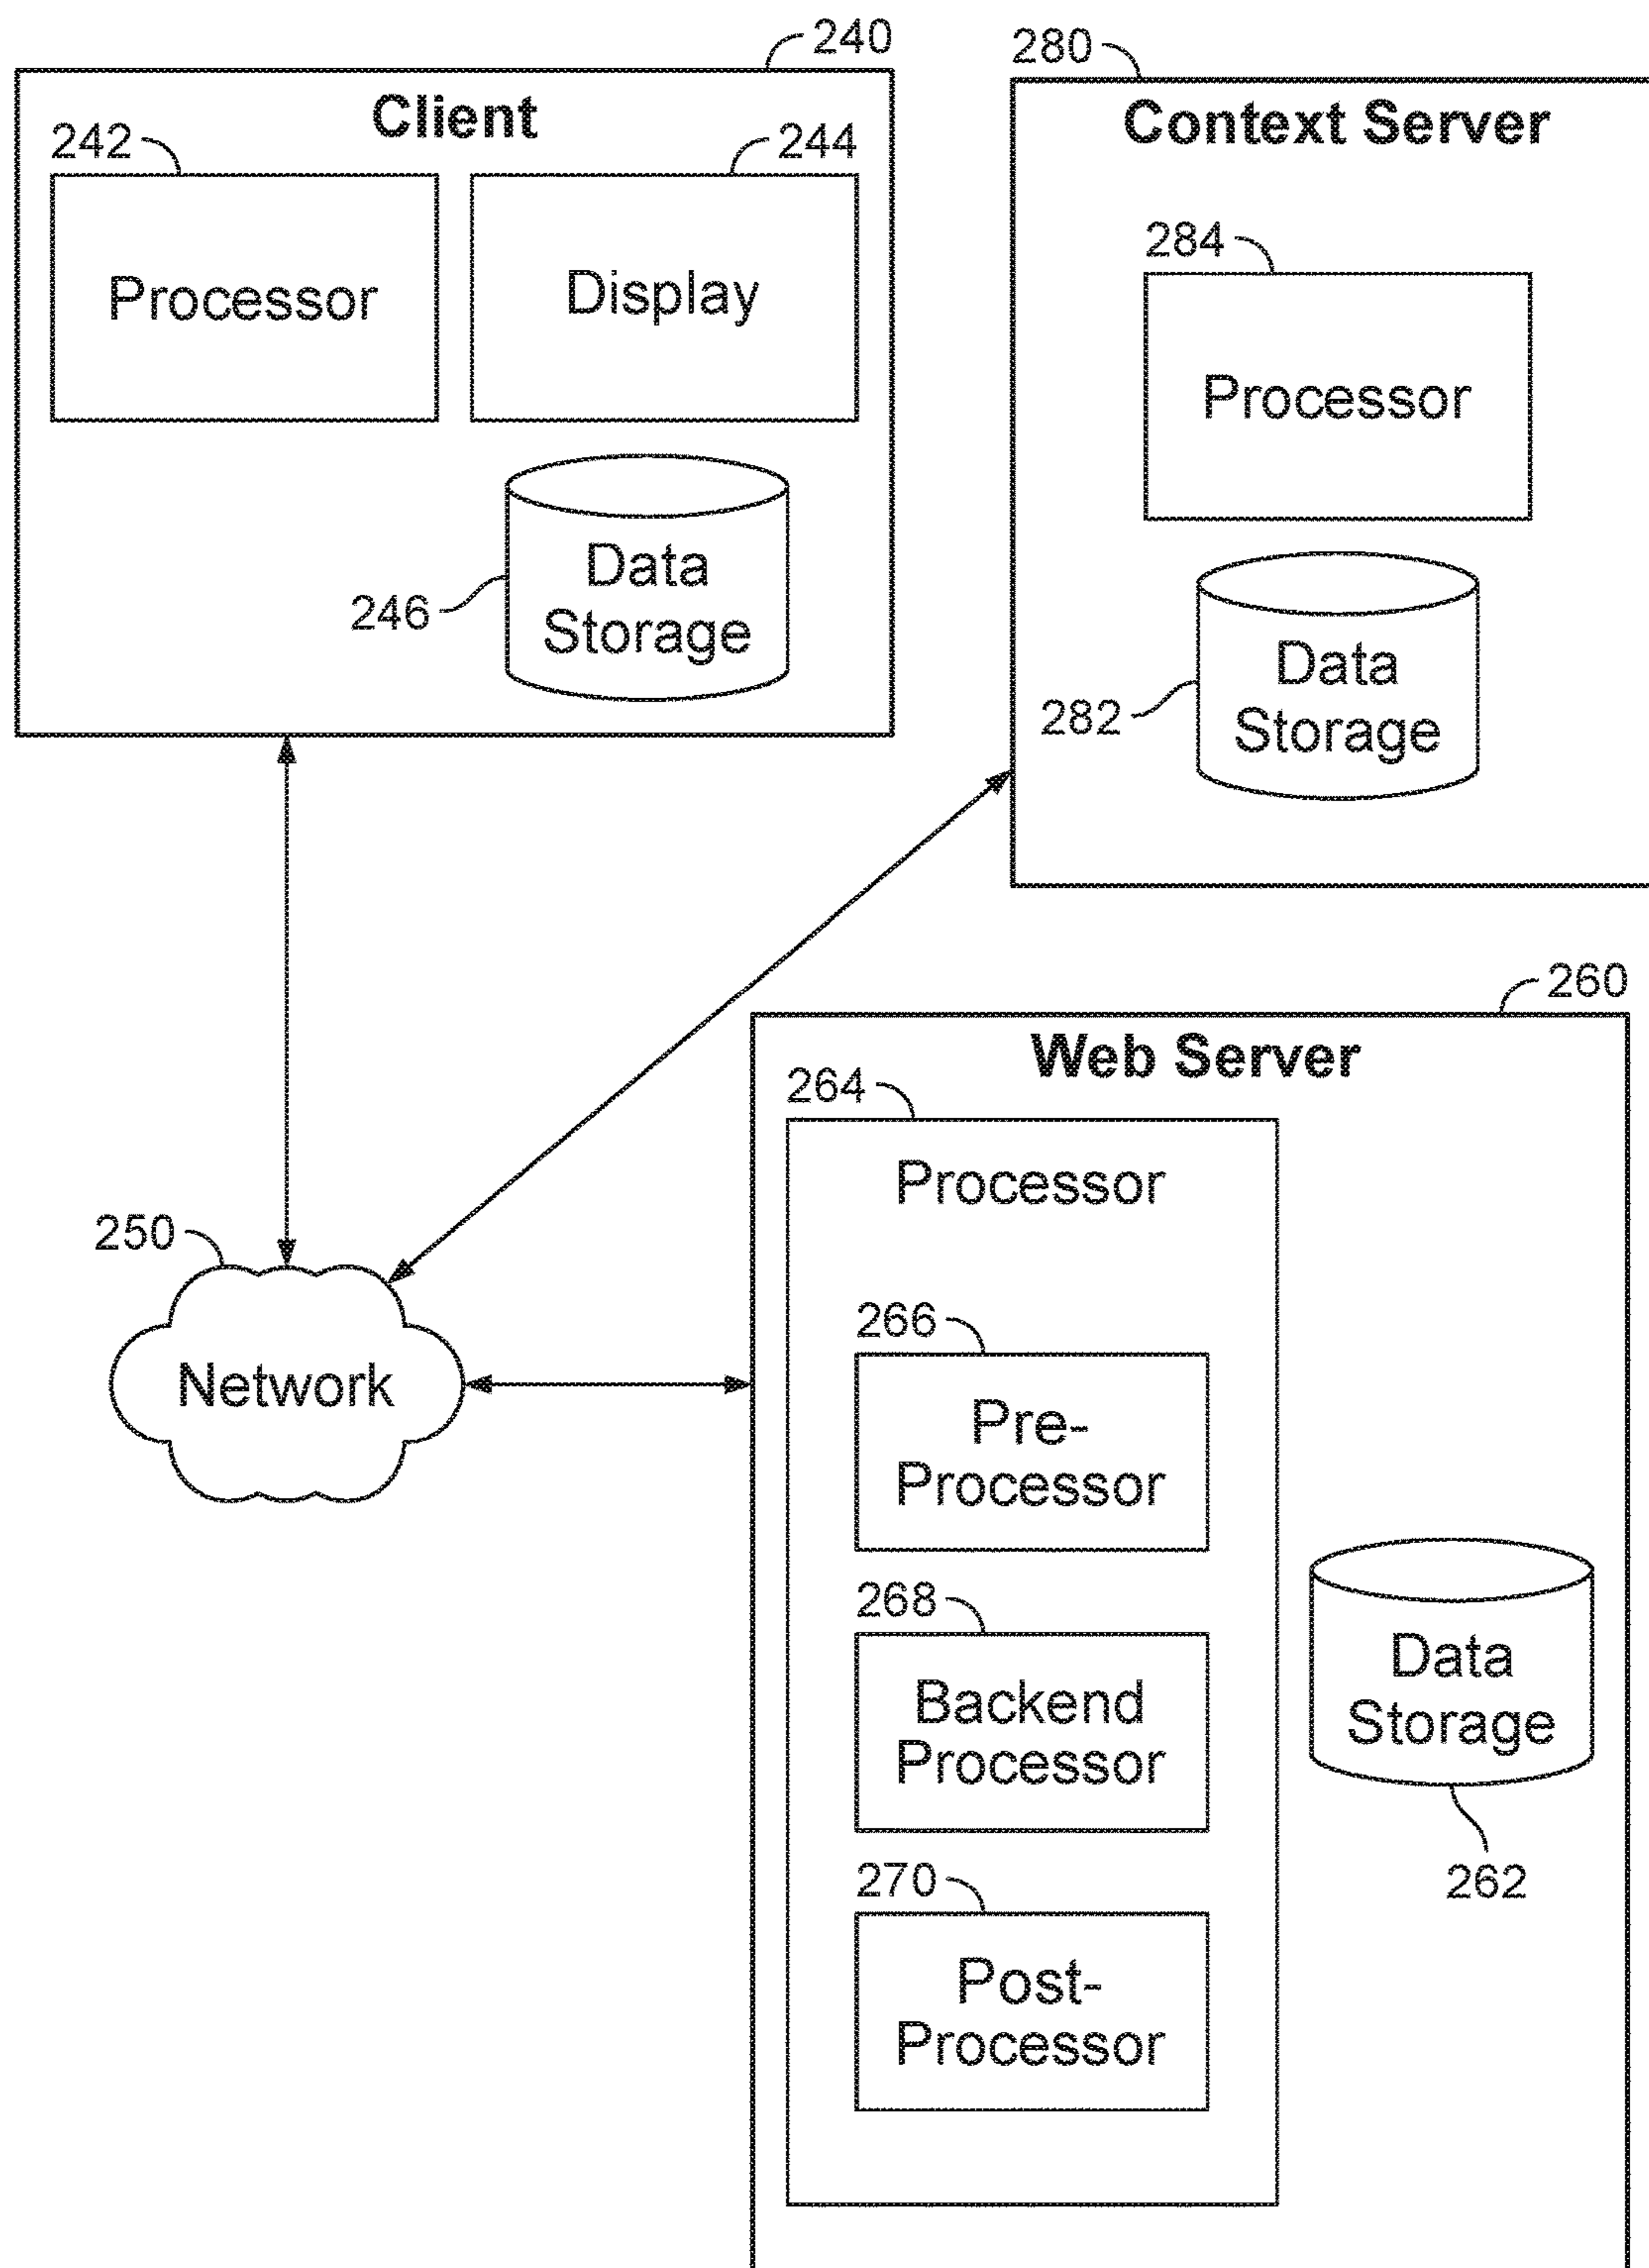 240
Client
242
244
Processor
Display
246
Data
Storage
280
Context Server
284
Processor
282
Data
Storage
250
Network
260
Web Server
264
Processor
266
Pre-
Processor
268
Backend
Processor
270
Post-
Processor
Data
Storage
262